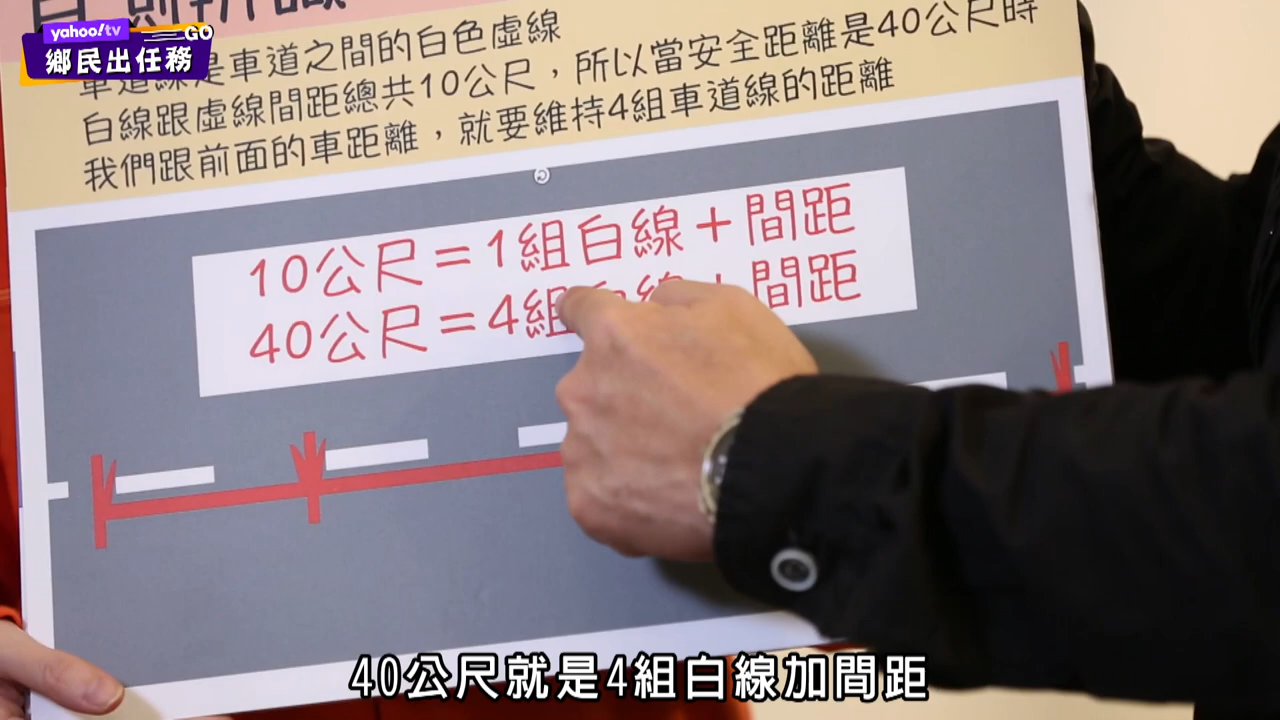 yahoo!tv
GO
鄉民出任務
車道線是車道之間的白色虛線
白線跟虛線間距總共10公尺，所以當安全距離是40公尺時
我們跟前面的車距離，就要維持4組車道線的距離
10公尺＝1組白線＋間距
40公尺＝4組白線＋間距
40公尺就是4組白線加間距